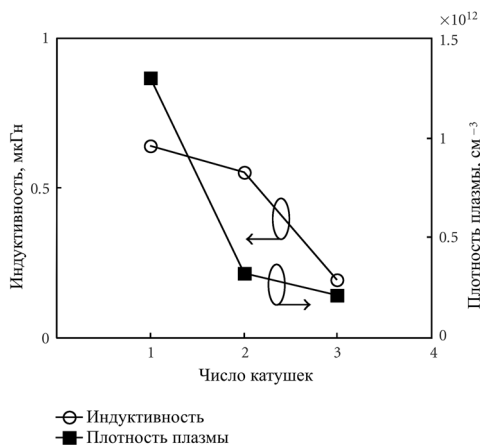 ×10¹²
1
1.5
1
0.5
0.5
0
0
1
2
3
4
Индуктивность, мкГн
Плотность плазмы, см⁻³
Число катушек
Индуктивность
Плотность плазмы